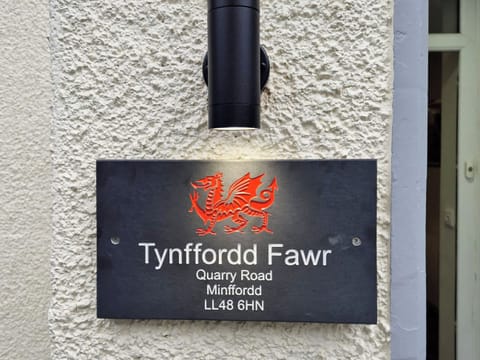 Tynffordd Fawr
Quarry Road
Minffordd
LL48 6HN